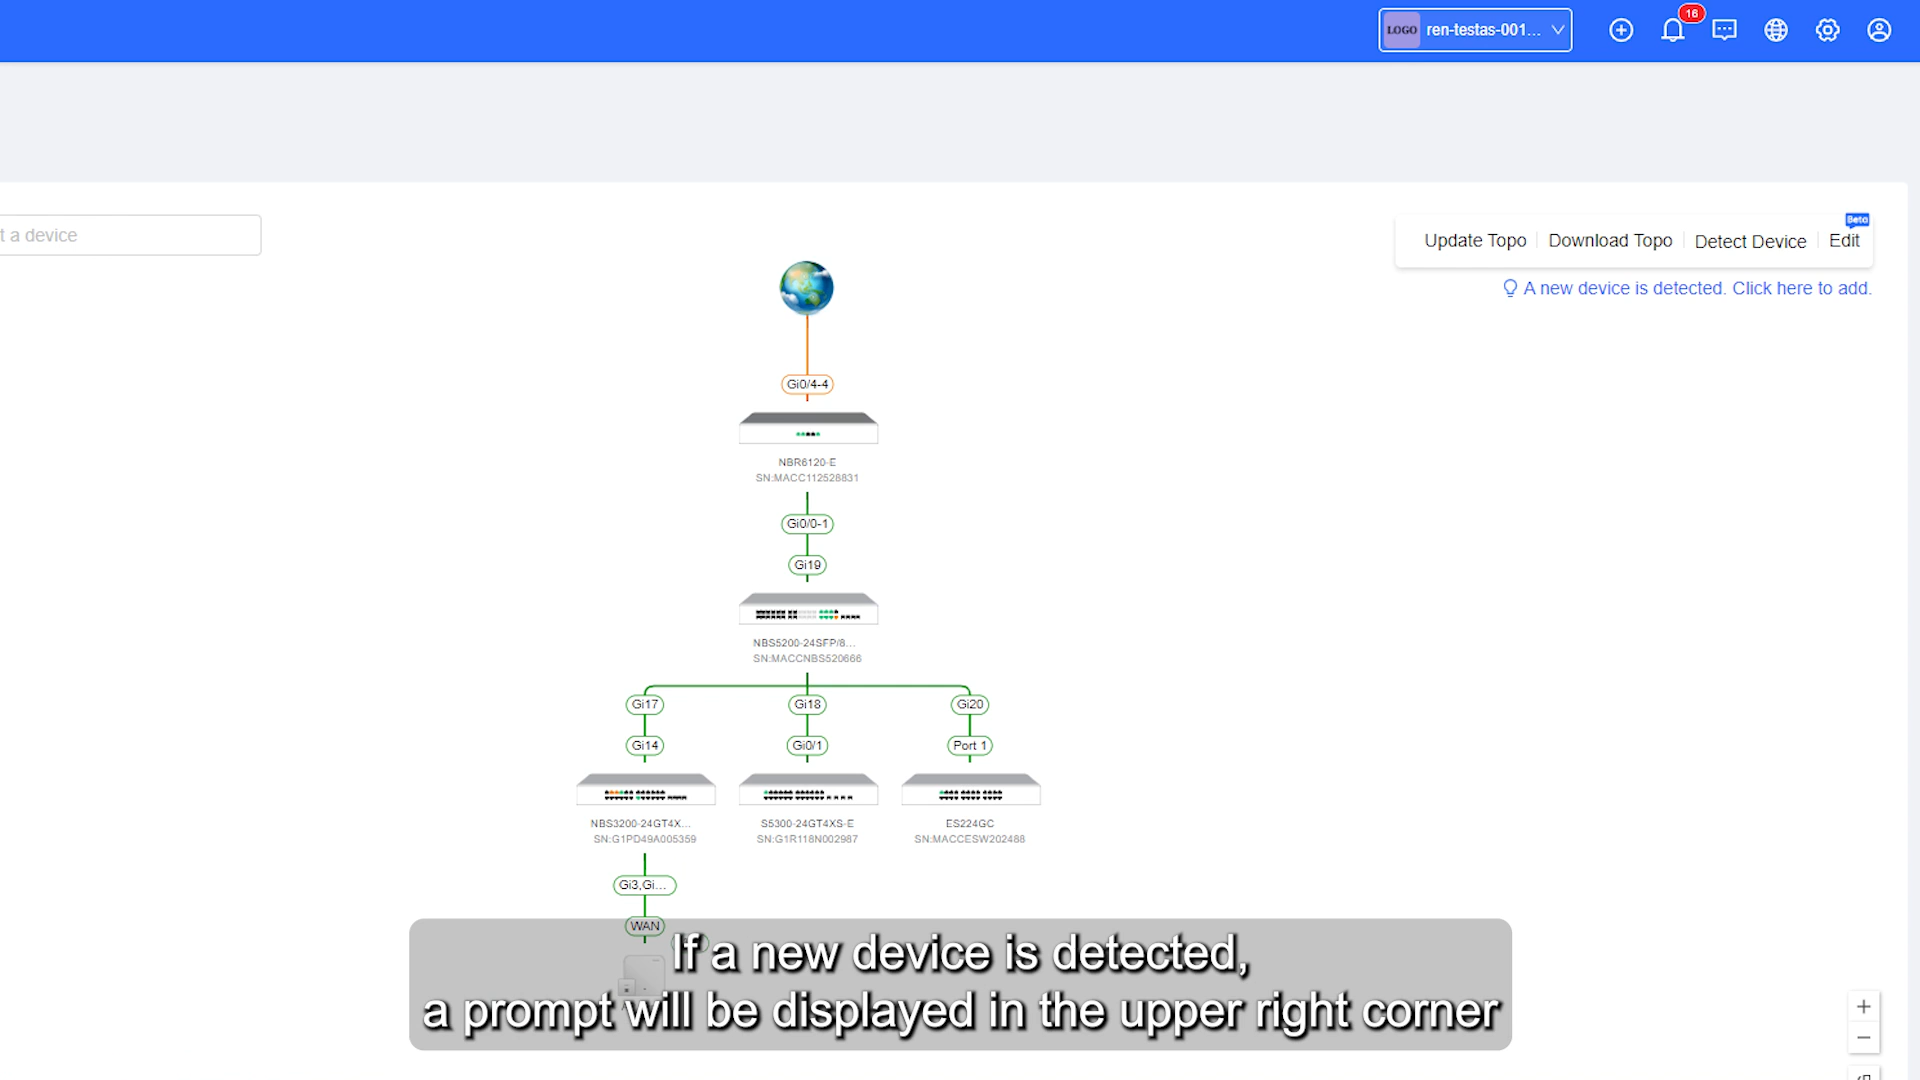 LOGO ren-testas-001...
16
t a device
Beta
Update Topo Download Topo Detect Device Edit
A new device is detected. Click here to add.
Gi0/4-4
NBR6120-E
SN:MACC112528831
Gi0/0-1
Gi19
NBS5200-24SFP/8...
SN:MACCNBS520666
Gi17 Gi18 Gi20
Gi14 Gi0/1 Port 1
NBS3200-24GT4X... S5300-24GT4XS-E ES224GC
SN:G1PD49A005359 SN:G1R118N002987 SN:MACCESW202488
Gi3,Gi...
WAN
If a new device is detected,
a prompt will be displayed in the upper right corner